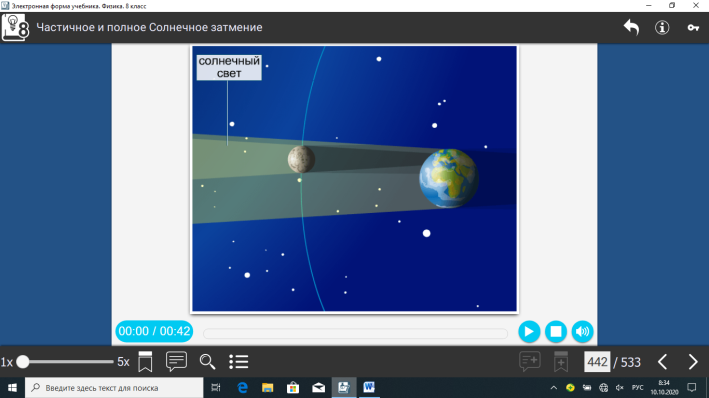 Электронная форма учебника. Физика. 8 класс
8 Частичное и полное Солнечное затмение
солнечный
свет
00:00 / 00:42
1x 5x 442 / 533
Введите здесь текст для поиска
РУС
8:34
10.10.2020